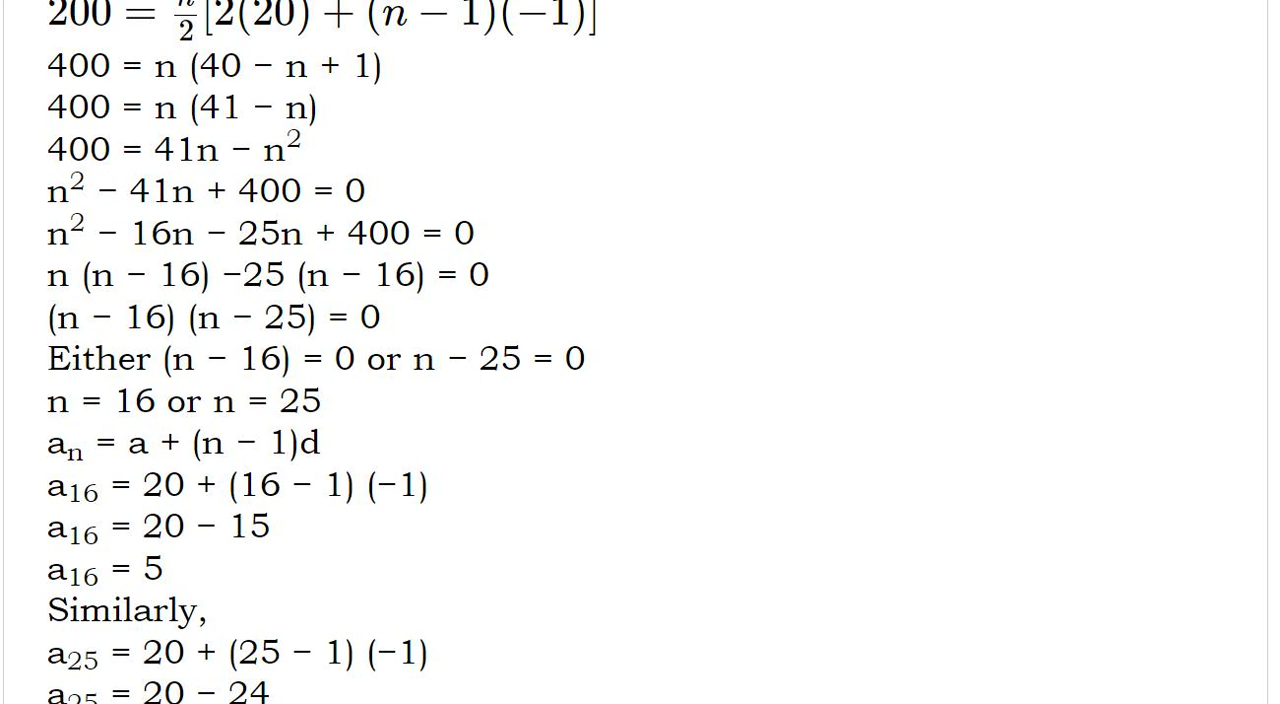 200 = n/2 [2(20) + (n − 1)(−1)]
400 = n (40 − n + 1)
400 = n (41 − n)
400 = 41n − n²
n² − 41n + 400 = 0
n² − 16n − 25n + 400 = 0
n (n − 16) −25 (n − 16) = 0
(n − 16) (n − 25) = 0
Either (n − 16) = 0 or n − 25 = 0
n = 16 or n = 25
aₙ = a + (n − 1)d
a₁₆ = 20 + (16 − 1) (−1)
a₁₆ = 20 − 15
a₁₆ = 5
Similarly,
a₂₅ = 20 + (25 − 1) (−1)
a₂₅ = 20 − 24